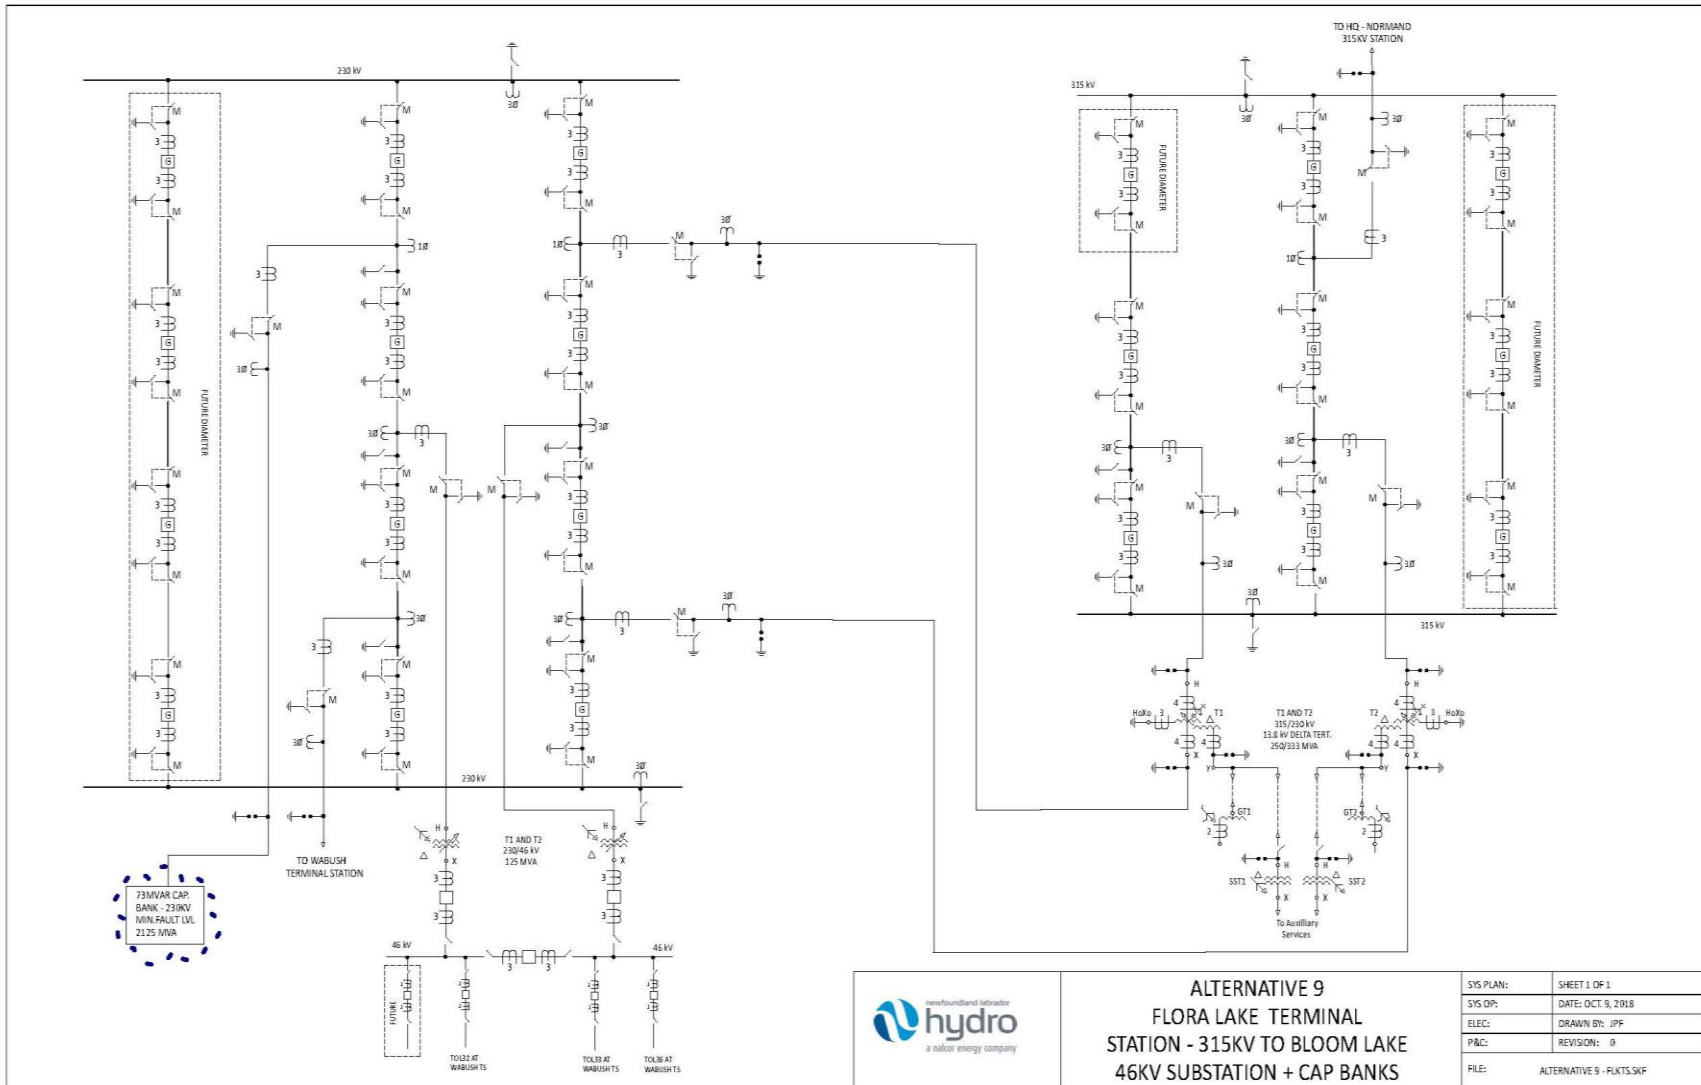 230 kV
TO HQ - NORMAND
315KV STATION
315 kV
FUTURE DIAMETER
FUTURE DIAMETER
FUTURE DIAMETER
315 kV
230 kV
TO WABUSH
TERMINAL STATION
73MVAR CAP.
BANK - 230KV
MIN.FAULT LVL
2125 MVA
T1 AND T2
230/46 kV
125 MVA
46 kV
46 kV
FUTURE
TOL32 AT
WABUSH TS
TOL33 AT
WABUSH TS
TOL36 AT
WABUSH TS
HoXo
T1
T1 AND T2
315/230 kV
13.8 kV DELTA TERT.
250/333 MVA
T2
HoXo
GT1
GT2
SST1
SST2
To Auxilliary
Services
newfoundland labrador
hydro
a nalcor energy company
ALTERNATIVE 9
FLORA LAKE TERMINAL
STATION - 315KV TO BLOOM LAKE
46KV SUBSTATION + CAP BANKS
SYS PLAN:
SHEET 1 OF 1
SYS OP:
DATE: OCT. 9, 2018
ELEC:
DRAWN BY: JPF
P&C:
REVISION: 0
FILE:
ALTERNATIVE 9 - FLKTS.SKF